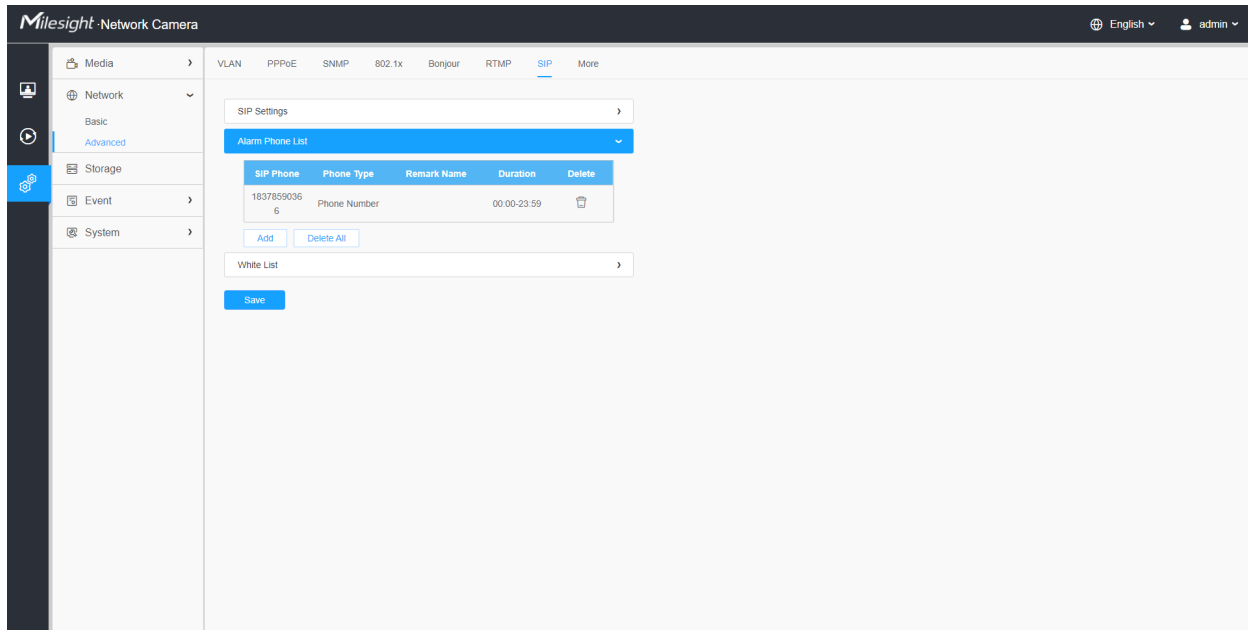 Milesight · Network Camera
English
admin
Media
VLAN PPPoE SNMP 802.1x Bonjour RTMP SIP More
Network
Basic
Advanced
Storage
Event
System
SIP Settings
Alarm Phone List
SIP Phone Phone Type Remark Name Duration Delete
1837859036
6
Phone Number 00:00-23:59
Add Delete All
White List
Save